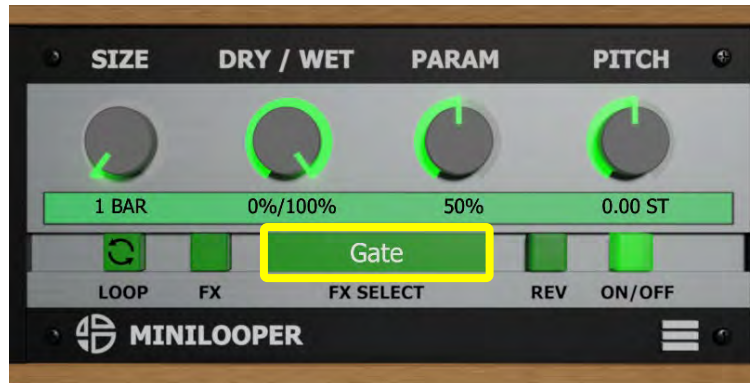 SIZE DRY / WET PARAM PITCH
1 BAR 0%/100% 50% 0.00 ST
Gate
LOOP FX FX SELECT REV ON/OFF
MINILOOPER